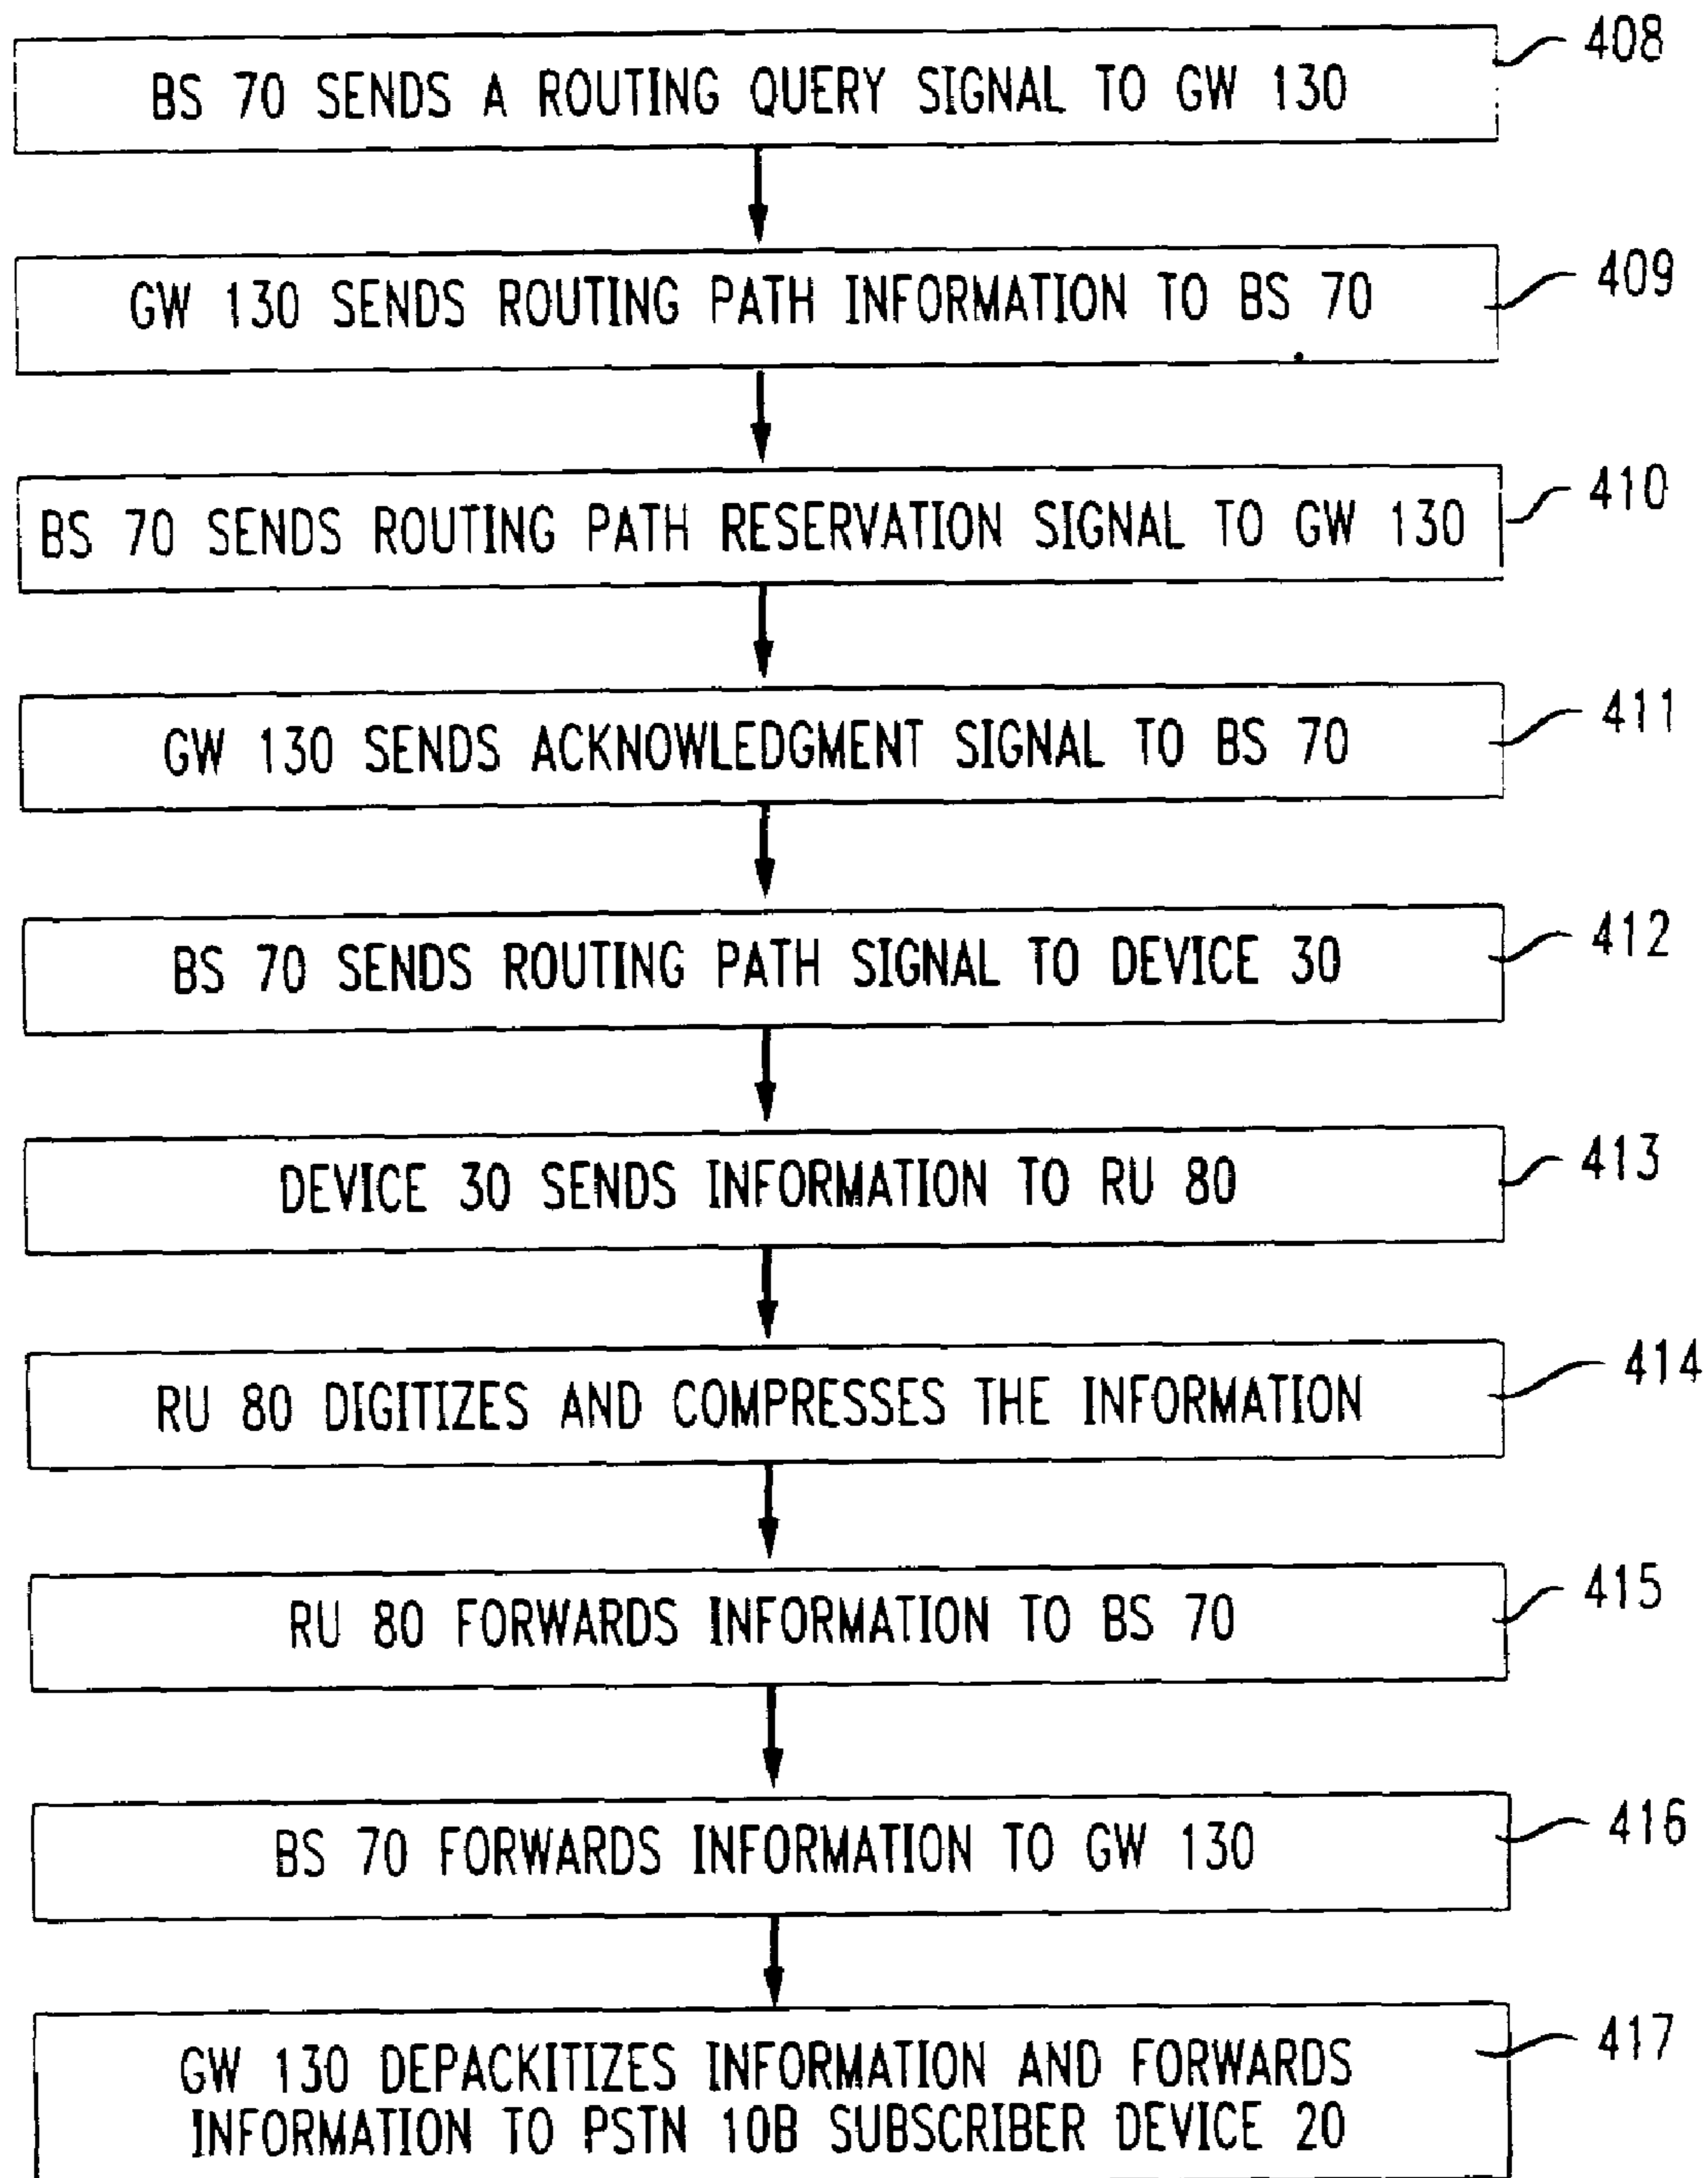 408
BS 70 SENDS A ROUTING QUERY SIGNAL TO GW 130
409
GW 130 SENDS ROUTING PATH INFORMATION TO BS 70
410
BS 70 SENDS ROUTING PATH RESERVATION SIGNAL TO GW 130
411
GW 130 SENDS ACKNOWLEDGMENT SIGNAL TO BS 70
412
BS 70 SENDS ROUTING PATH SIGNAL TO DEVICE 30
413
DEVICE 30 SENDS INFORMATION TO RU 80
414
RU 80 DIGITIZES AND COMPRESSES THE INFORMATION
415
RU 80 FORWARDS INFORMATION TO BS 70
416
BS 70 FORWARDS INFORMATION TO GW 130
417
GW 130 DEPACKITIZES INFORMATION AND FORWARDS
INFORMATION TO PSTN 10B SUBSCRIBER DEVICE 20